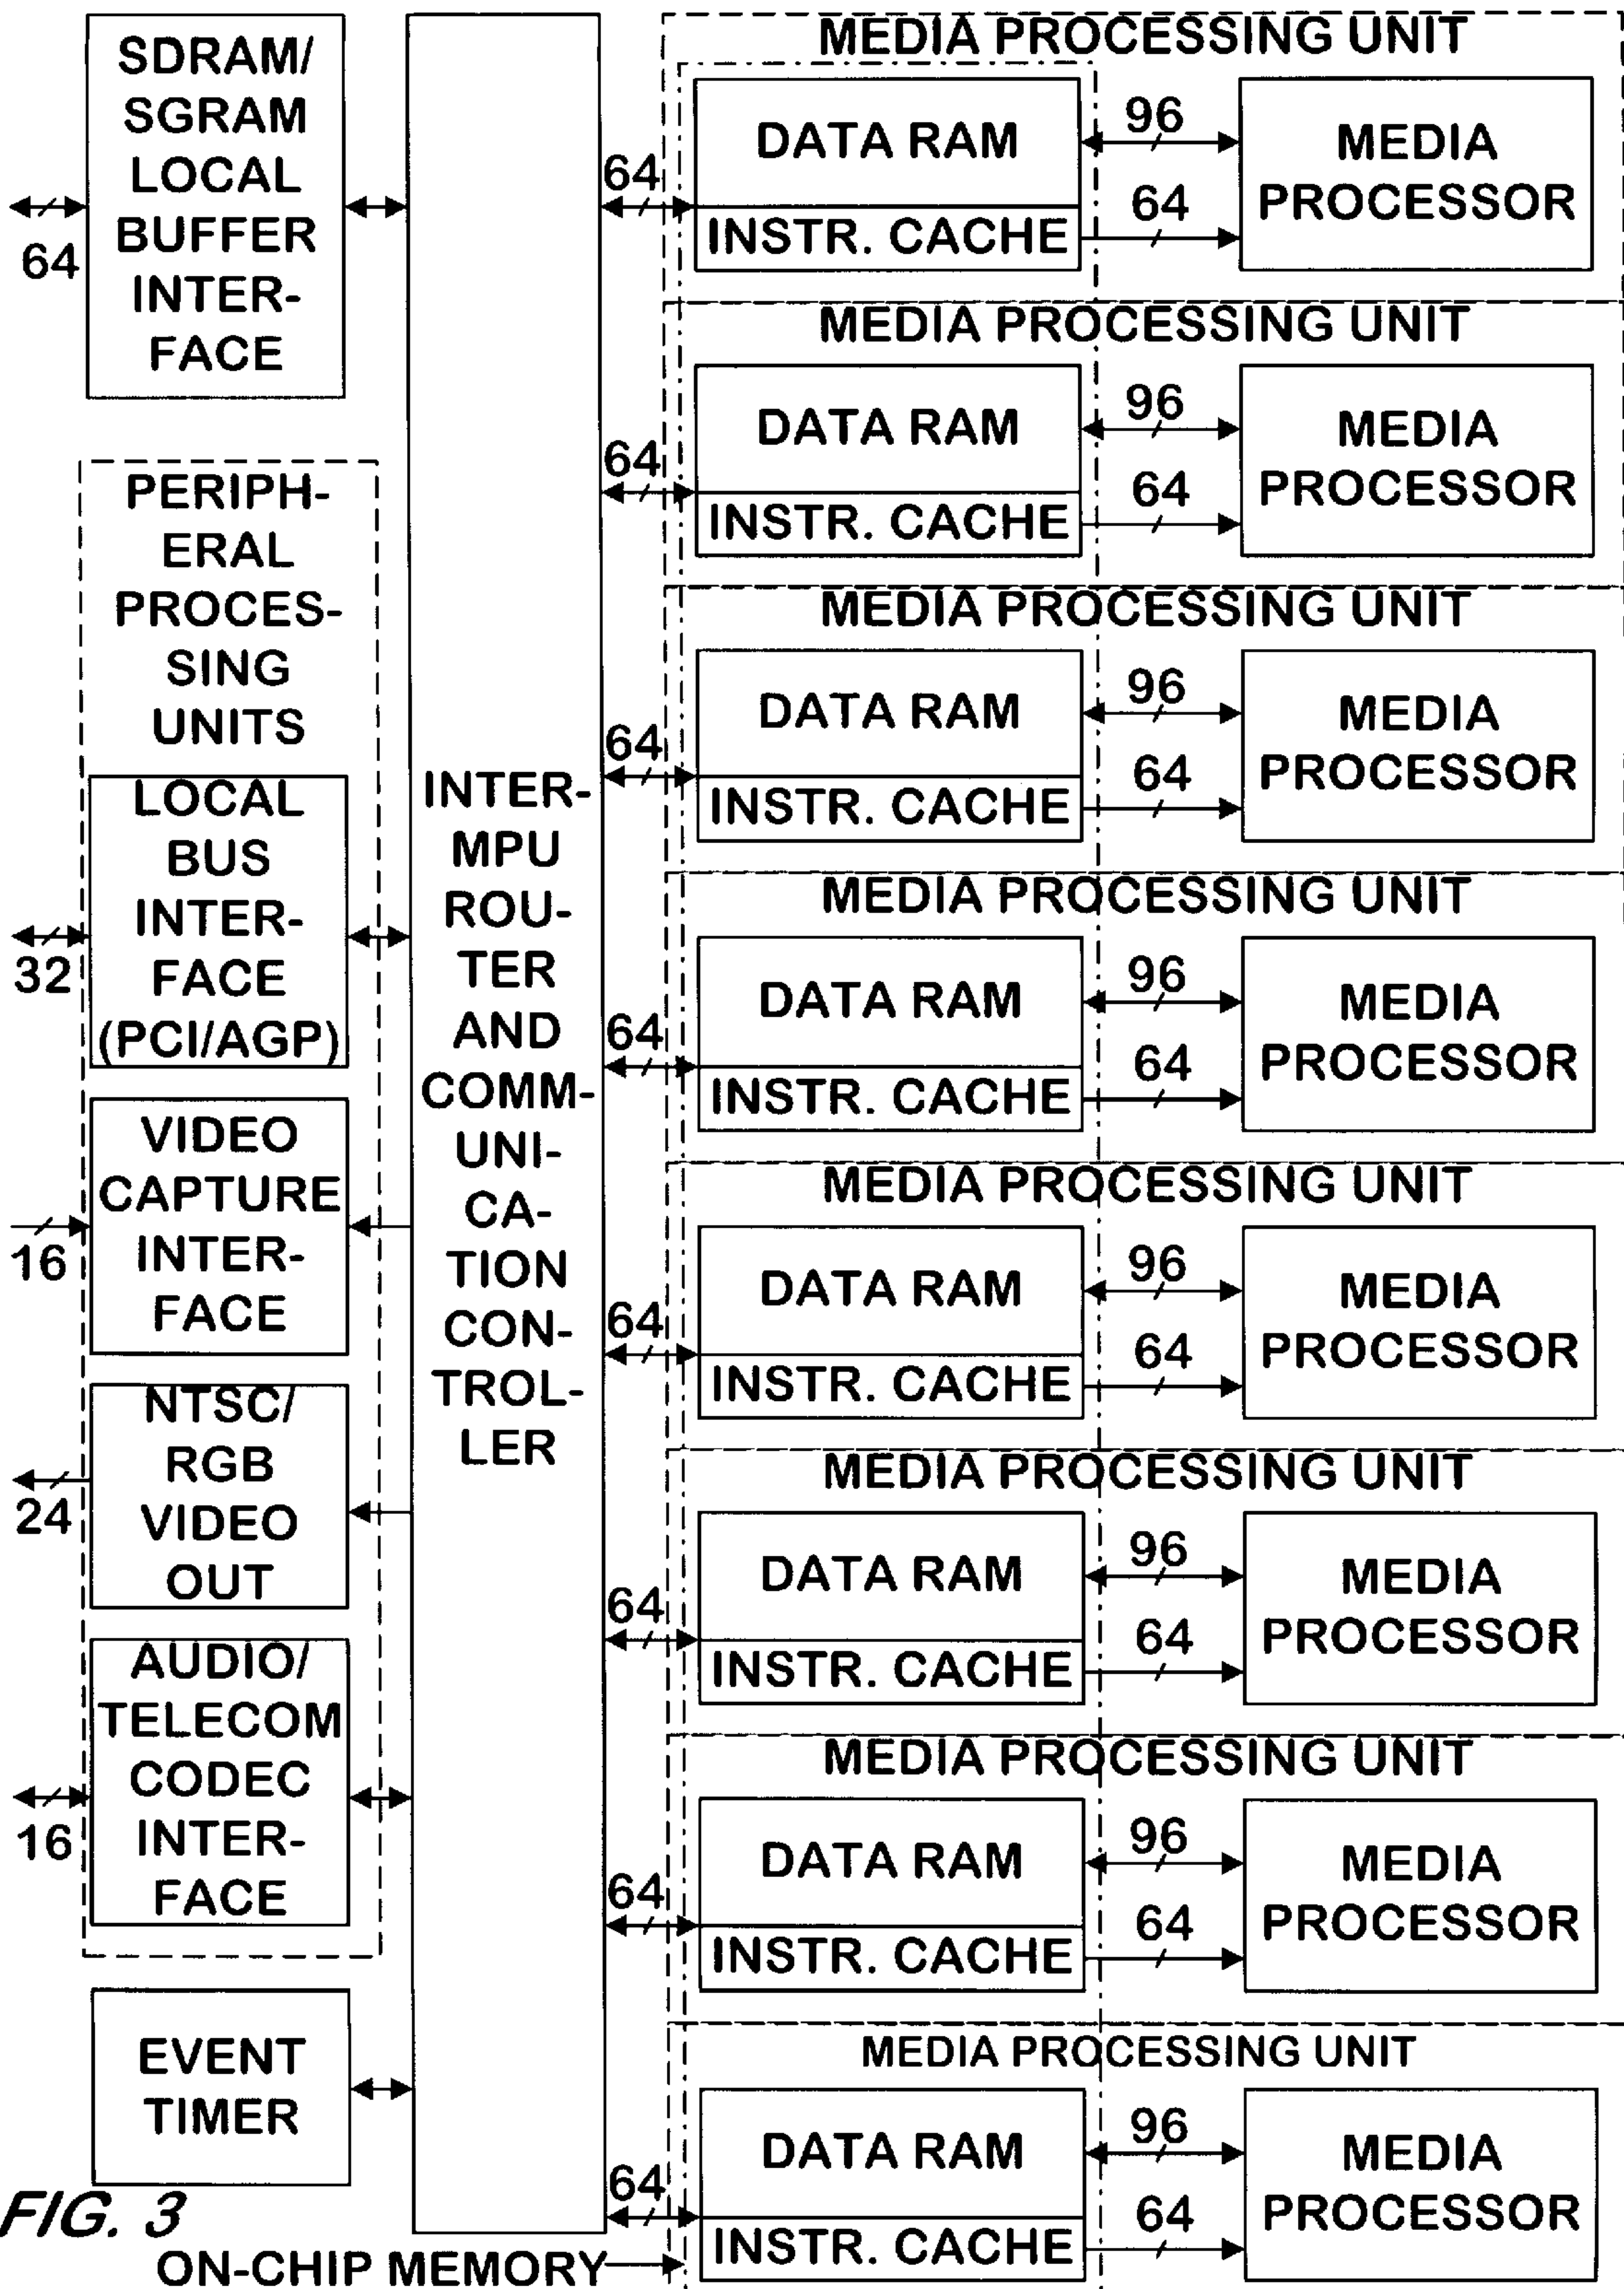 SDRAM/
SGRAM
LOCAL
BUFFER
INTER-
FACE
64
PERIPH-
ERAL
PROCES-
SING
UNITS
LOCAL
BUS
INTER-
FACE
(PCI/AGP)
32
VIDEO
CAPTURE
INTER-
FACE
16
NTSC/
RGB
VIDEO
OUT
24
AUDIO/
TELECOM
CODEC
INTER-
FACE
16
EVENT
TIMER
INTER-
MPU
ROU-
TER
AND
COMM-
UNI-
CA-
TION
CON-
TROL-
LER
MEDIA PROCESSING UNIT
64
DATA RAM
INSTR. CACHE
96
64
MEDIA
PROCESSOR
MEDIA PROCESSING UNIT
64
DATA RAM
INSTR. CACHE
96
64
MEDIA
PROCESSOR
MEDIA PROCESSING UNIT
64
DATA RAM
INSTR. CACHE
96
64
MEDIA
PROCESSOR
MEDIA PROCESSING UNIT
64
DATA RAM
INSTR. CACHE
96
64
MEDIA
PROCESSOR
MEDIA PROCESSING UNIT
64
DATA RAM
INSTR. CACHE
96
64
MEDIA
PROCESSOR
MEDIA PROCESSING UNIT
64
DATA RAM
INSTR. CACHE
96
64
MEDIA
PROCESSOR
MEDIA PROCESSING UNIT
64
DATA RAM
INSTR. CACHE
96
64
MEDIA
PROCESSOR
MEDIA PROCESSING UNIT
64
DATA RAM
INSTR. CACHE
96
64
MEDIA
PROCESSOR
FIG. 3
ON-CHIP MEMORY